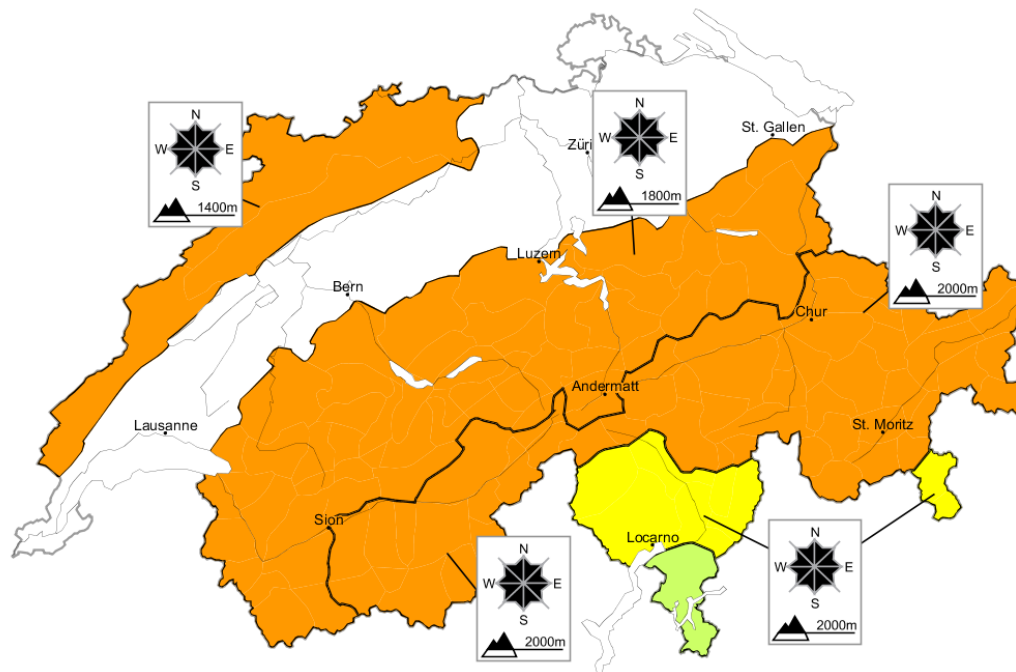 N
W E
S
1400m
N
W E
S
1800m
Züri
St. Gallen
N
W E
S
2000m
Luzern
Bern
Chur
Andermatt
Lausanne
St. Moritz
Sion
Locarno
N
W E
S
2000m
N
W E
S
2000m